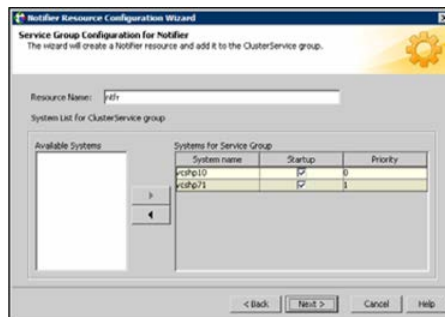 Notifier Resource Configuration Wizard
Service Group Configuration for Notifier
The wizard will create a Notifier resource and add it to the ClusterService group.
Resource Name: ntfr
System List for ClusterService group
Available Systems
Systems for Service Group
System name Startup Priority
vcshp10 0
vcshp71 1
< Back Next > Cancel Help